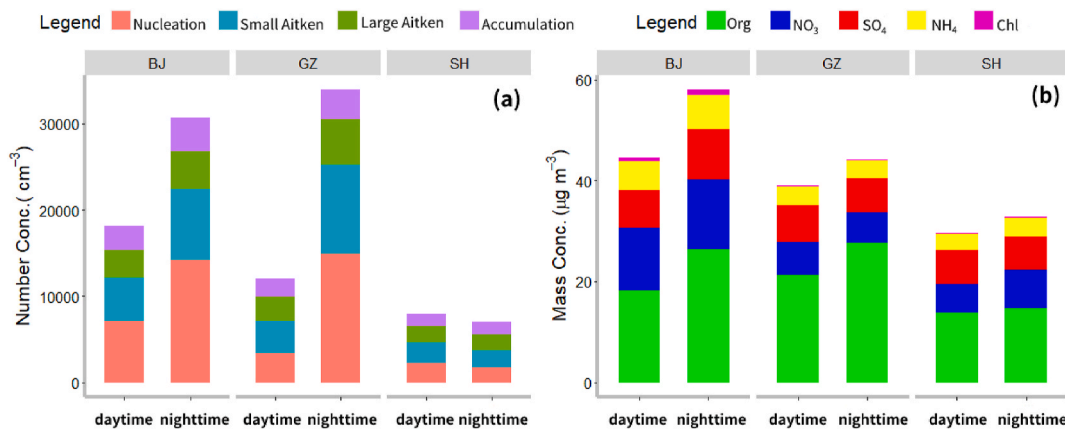 Legend Nucleation Small Aitken Large Aitken Accumulation
BJ GZ SH
(a)
Number Conc.( cm⁻³)
30000
20000
10000
0
daytime nighttime daytime nighttime daytime nighttime
Legend Org NO₃ SO₄ NH₄ Chl
BJ GZ SH
(b)
Mass Conc. (µg m⁻³)
60
40
20
0
daytime nighttime daytime nighttime daytime nighttime